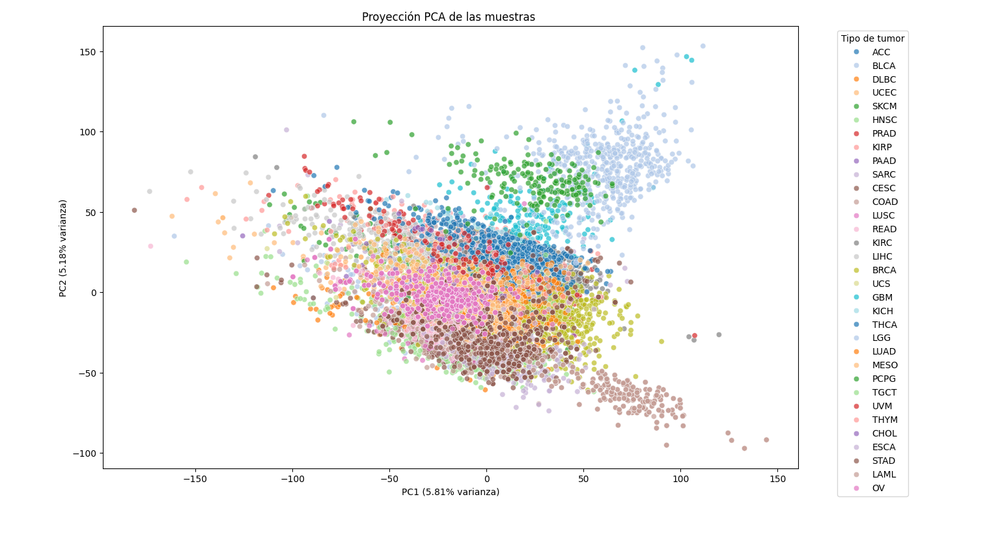 Proyección PCA de las muestras
PC2 (5.18% varianza)
150
100
50
0
−50
−100
−150
−100
−50
0
50
100
150
PC1 (5.81% varianza)
Tipo de tumor
ACC
BLCA
DLBC
UCEC
SKCM
HNSC
PRAD
KIRP
PAAD
SARC
CESC
COAD
LUSC
READ
KIRC
LIHC
BRCA
UCS
GBM
KICH
THCA
LGG
LUAD
MESO
PCPG
TGCT
UVM
THYM
CHOL
ESCA
STAD
LAML
OV